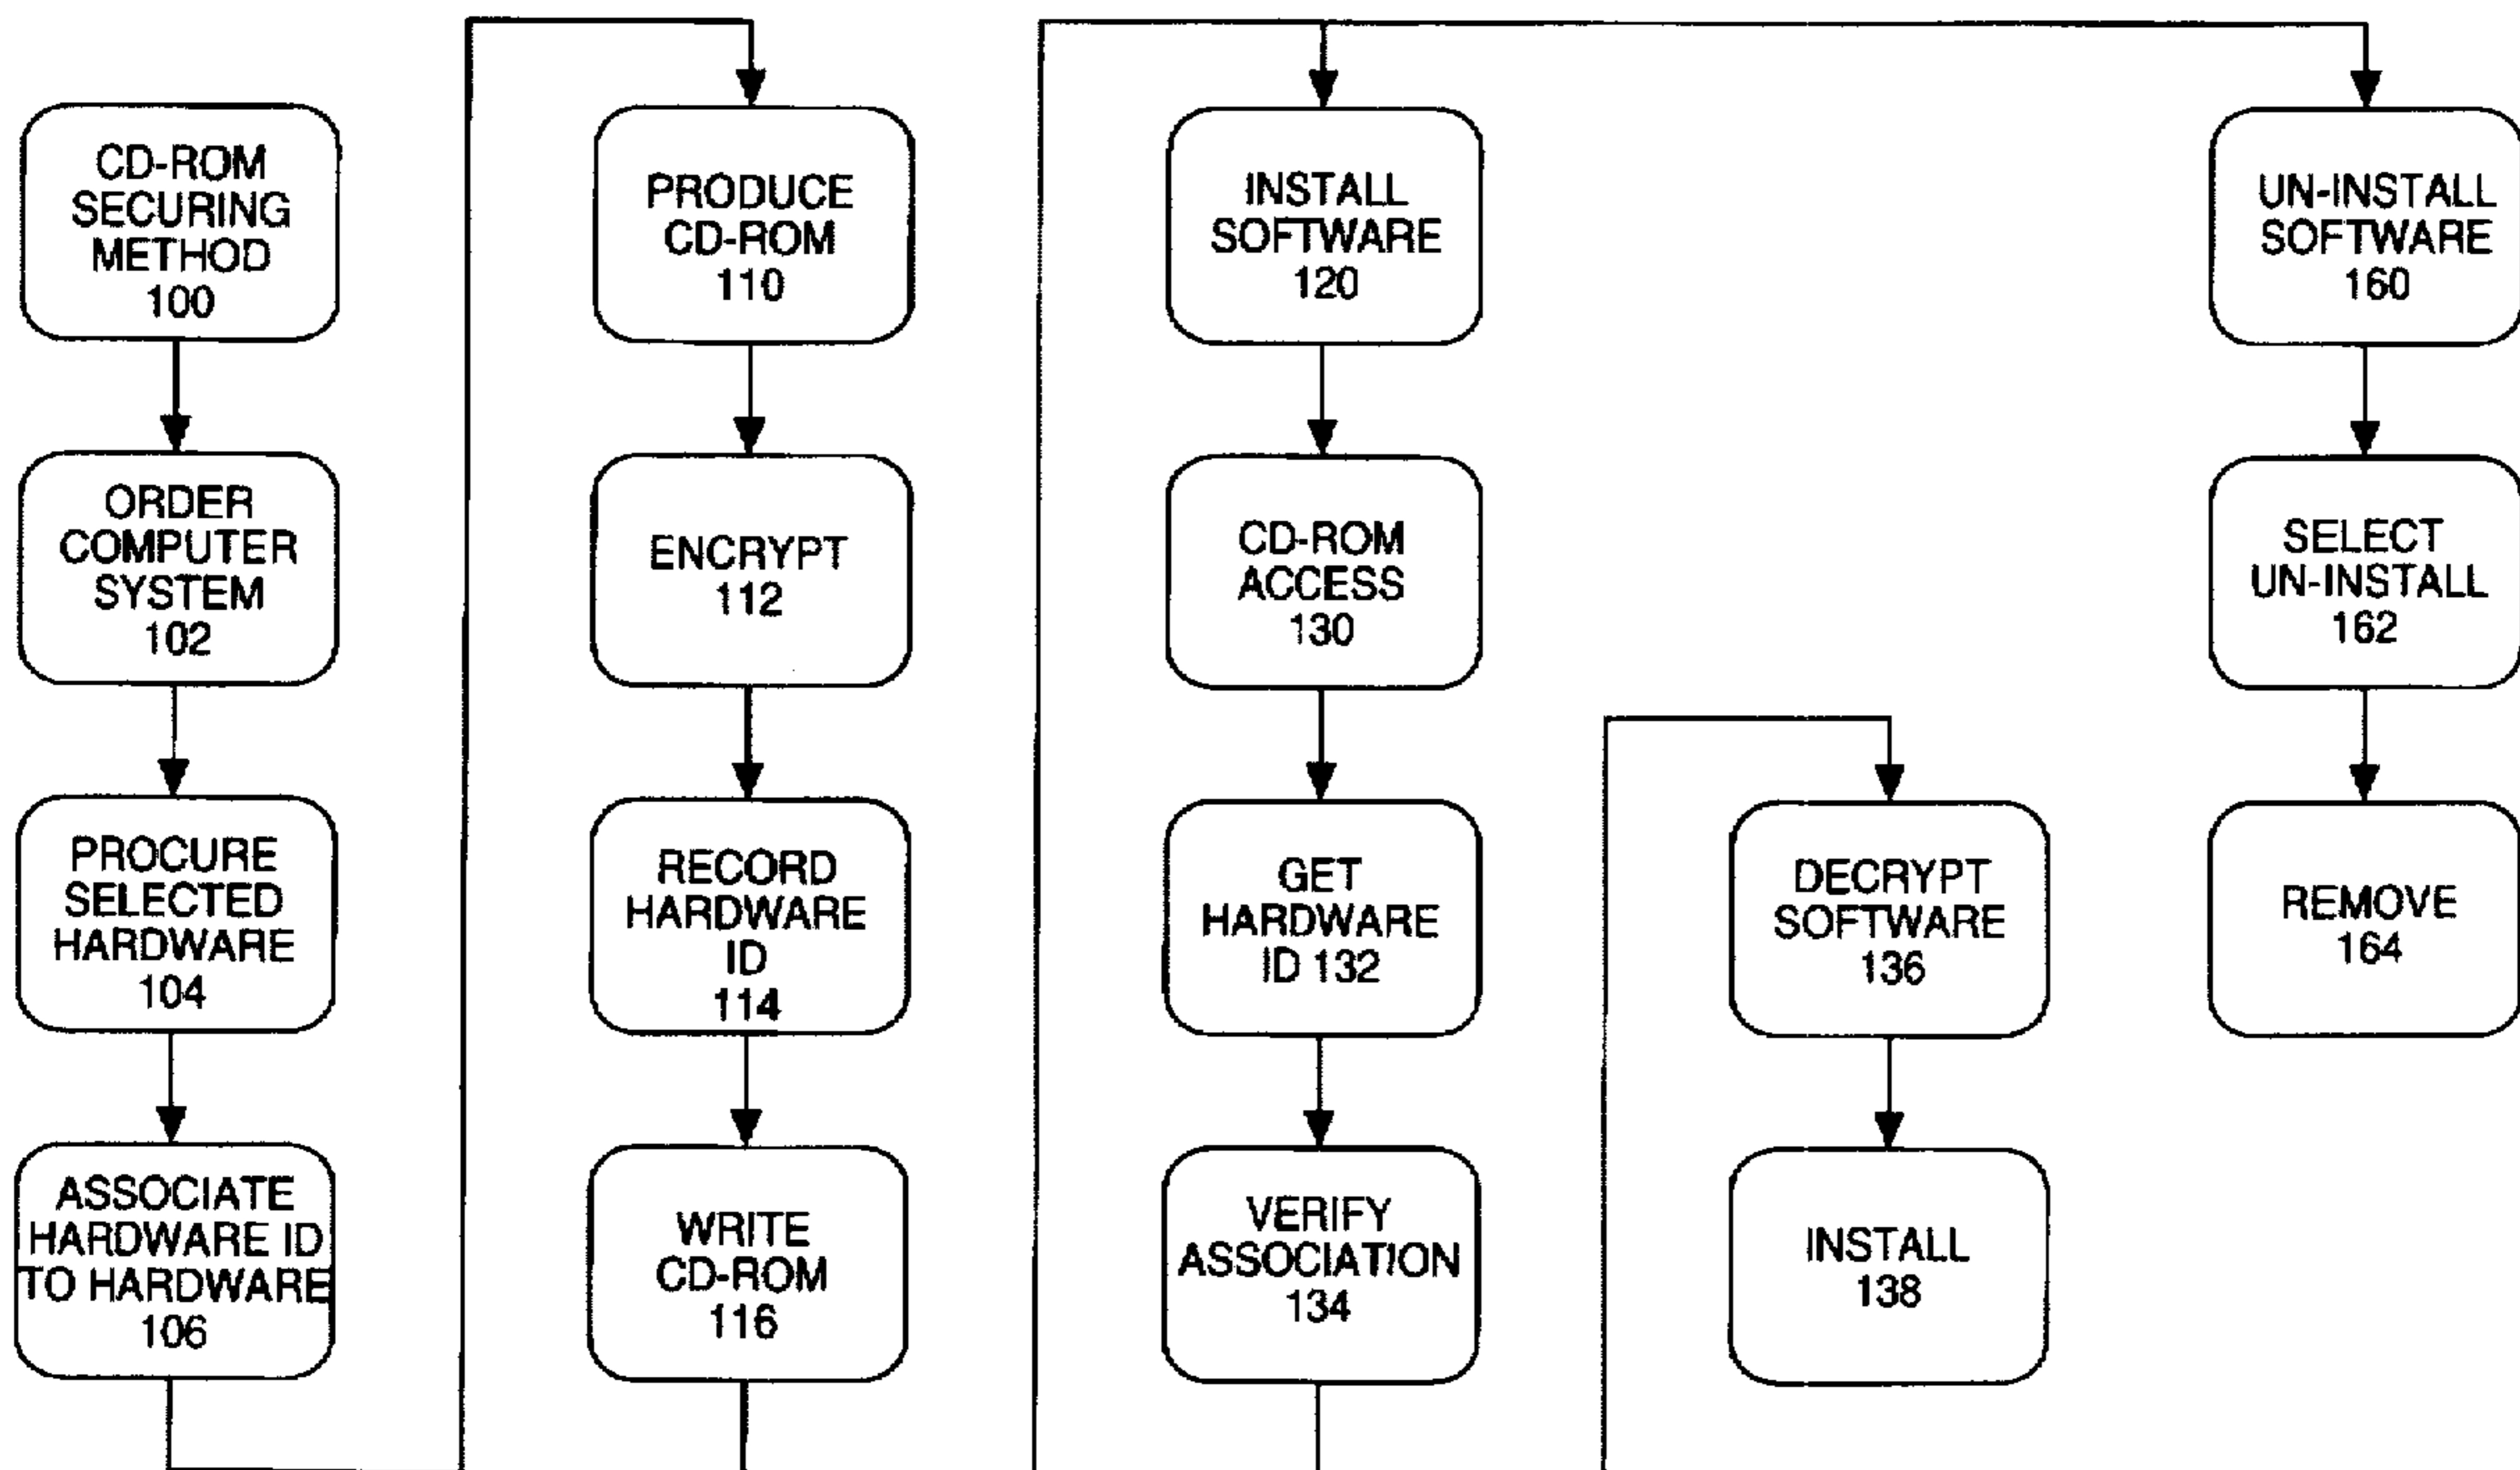 CD-ROM
SECURING
METHOD
100
ORDER
COMPUTER
SYSTEM
102
PROCURE
SELECTED
HARDWARE
104
ASSOCIATE
HARDWARE ID
TO HARDWARE
106
PRODUCE
CD-ROM
110
ENCRYPT
112
RECORD
HARDWARE
ID
114
WRITE
CD-ROM
116
INSTALL
SOFTWARE
120
CD-ROM
ACCESS
130
GET
HARDWARE
ID 132
VERIFY
ASSOCIATION
134
DECRYPT
SOFTWARE
136
INSTALL
138
UN-INSTALL
SOFTWARE
160
SELECT
UN-INSTALL
162
REMOVE
164